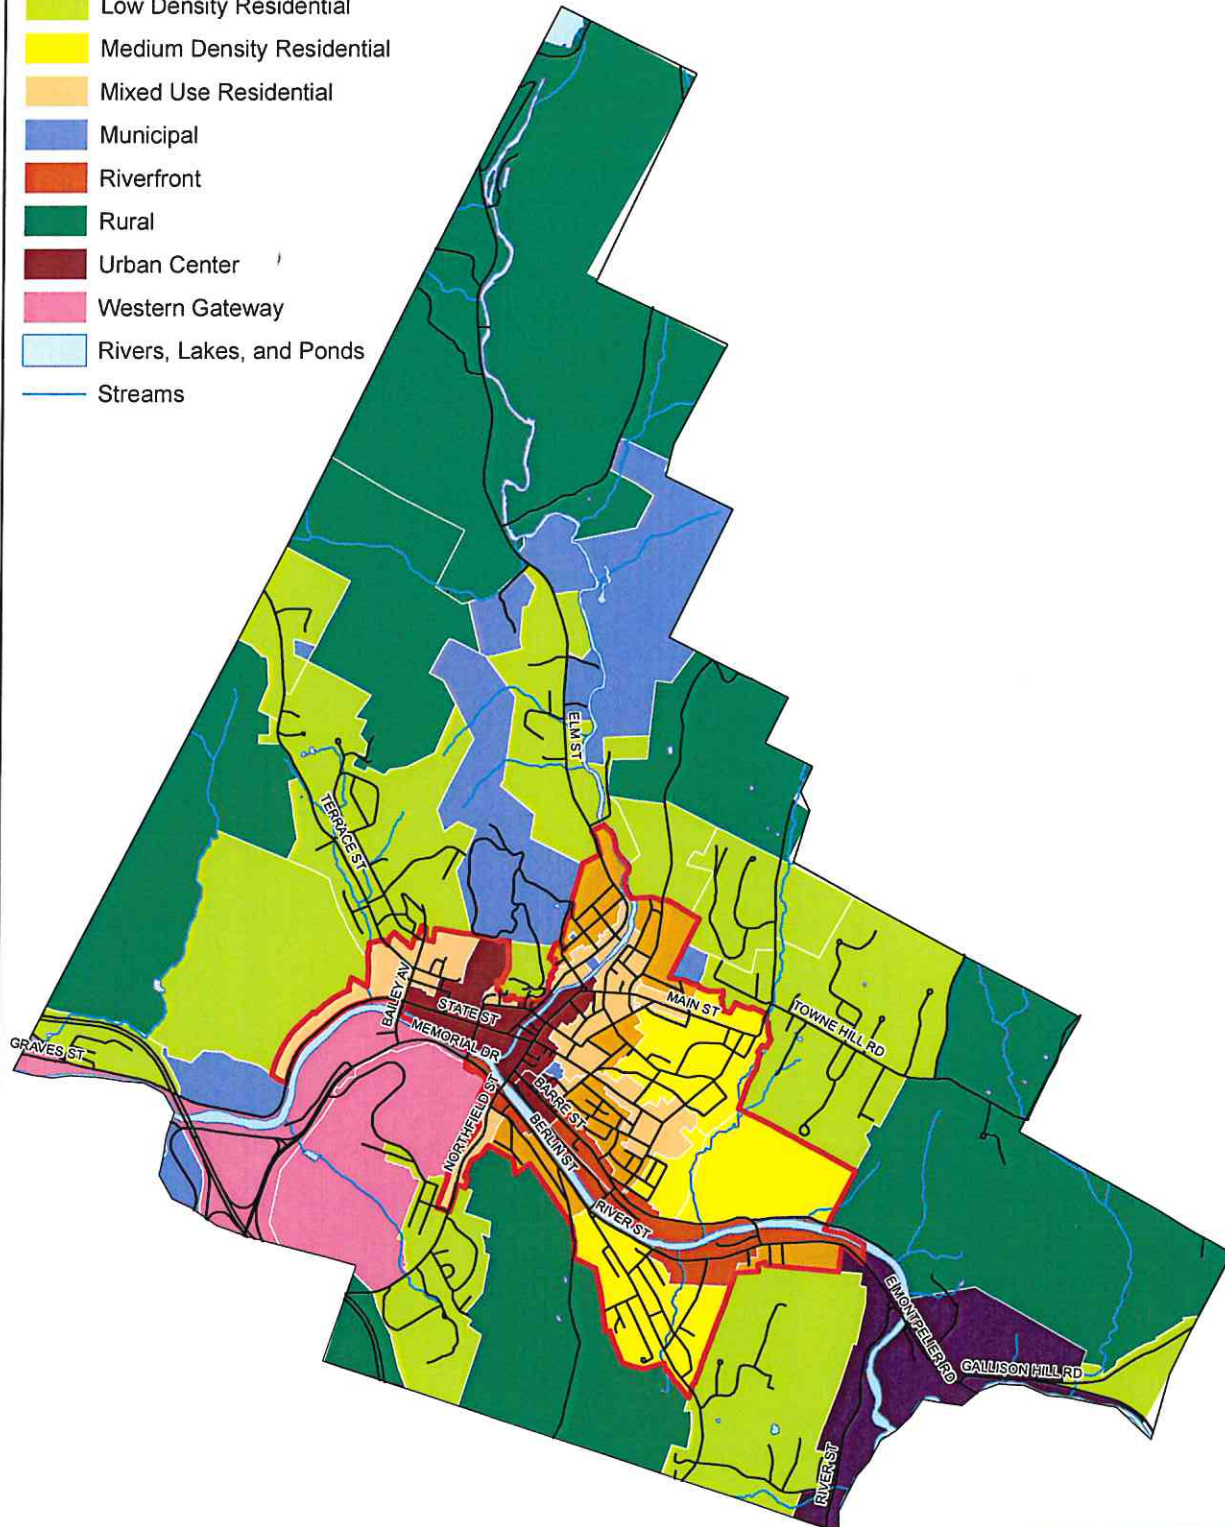 Low Density Residential
Medium Density Residential
Mixed Use Residential
Municipal
Riverfront
Rural
Urban Center
Western Gateway
Rivers, Lakes, and Ponds
Streams
ELM ST
TERRACE ST
BAILEY AV
STATE ST
MAIN ST
TOWNE HILL RD
MEMORIAL DR
GRAVES ST
NORTHFIELD ST
BARRE ST
BERLIN ST
RIVER ST
E MONTPELIER RD
GALLISON HILL RD
RIVER ST